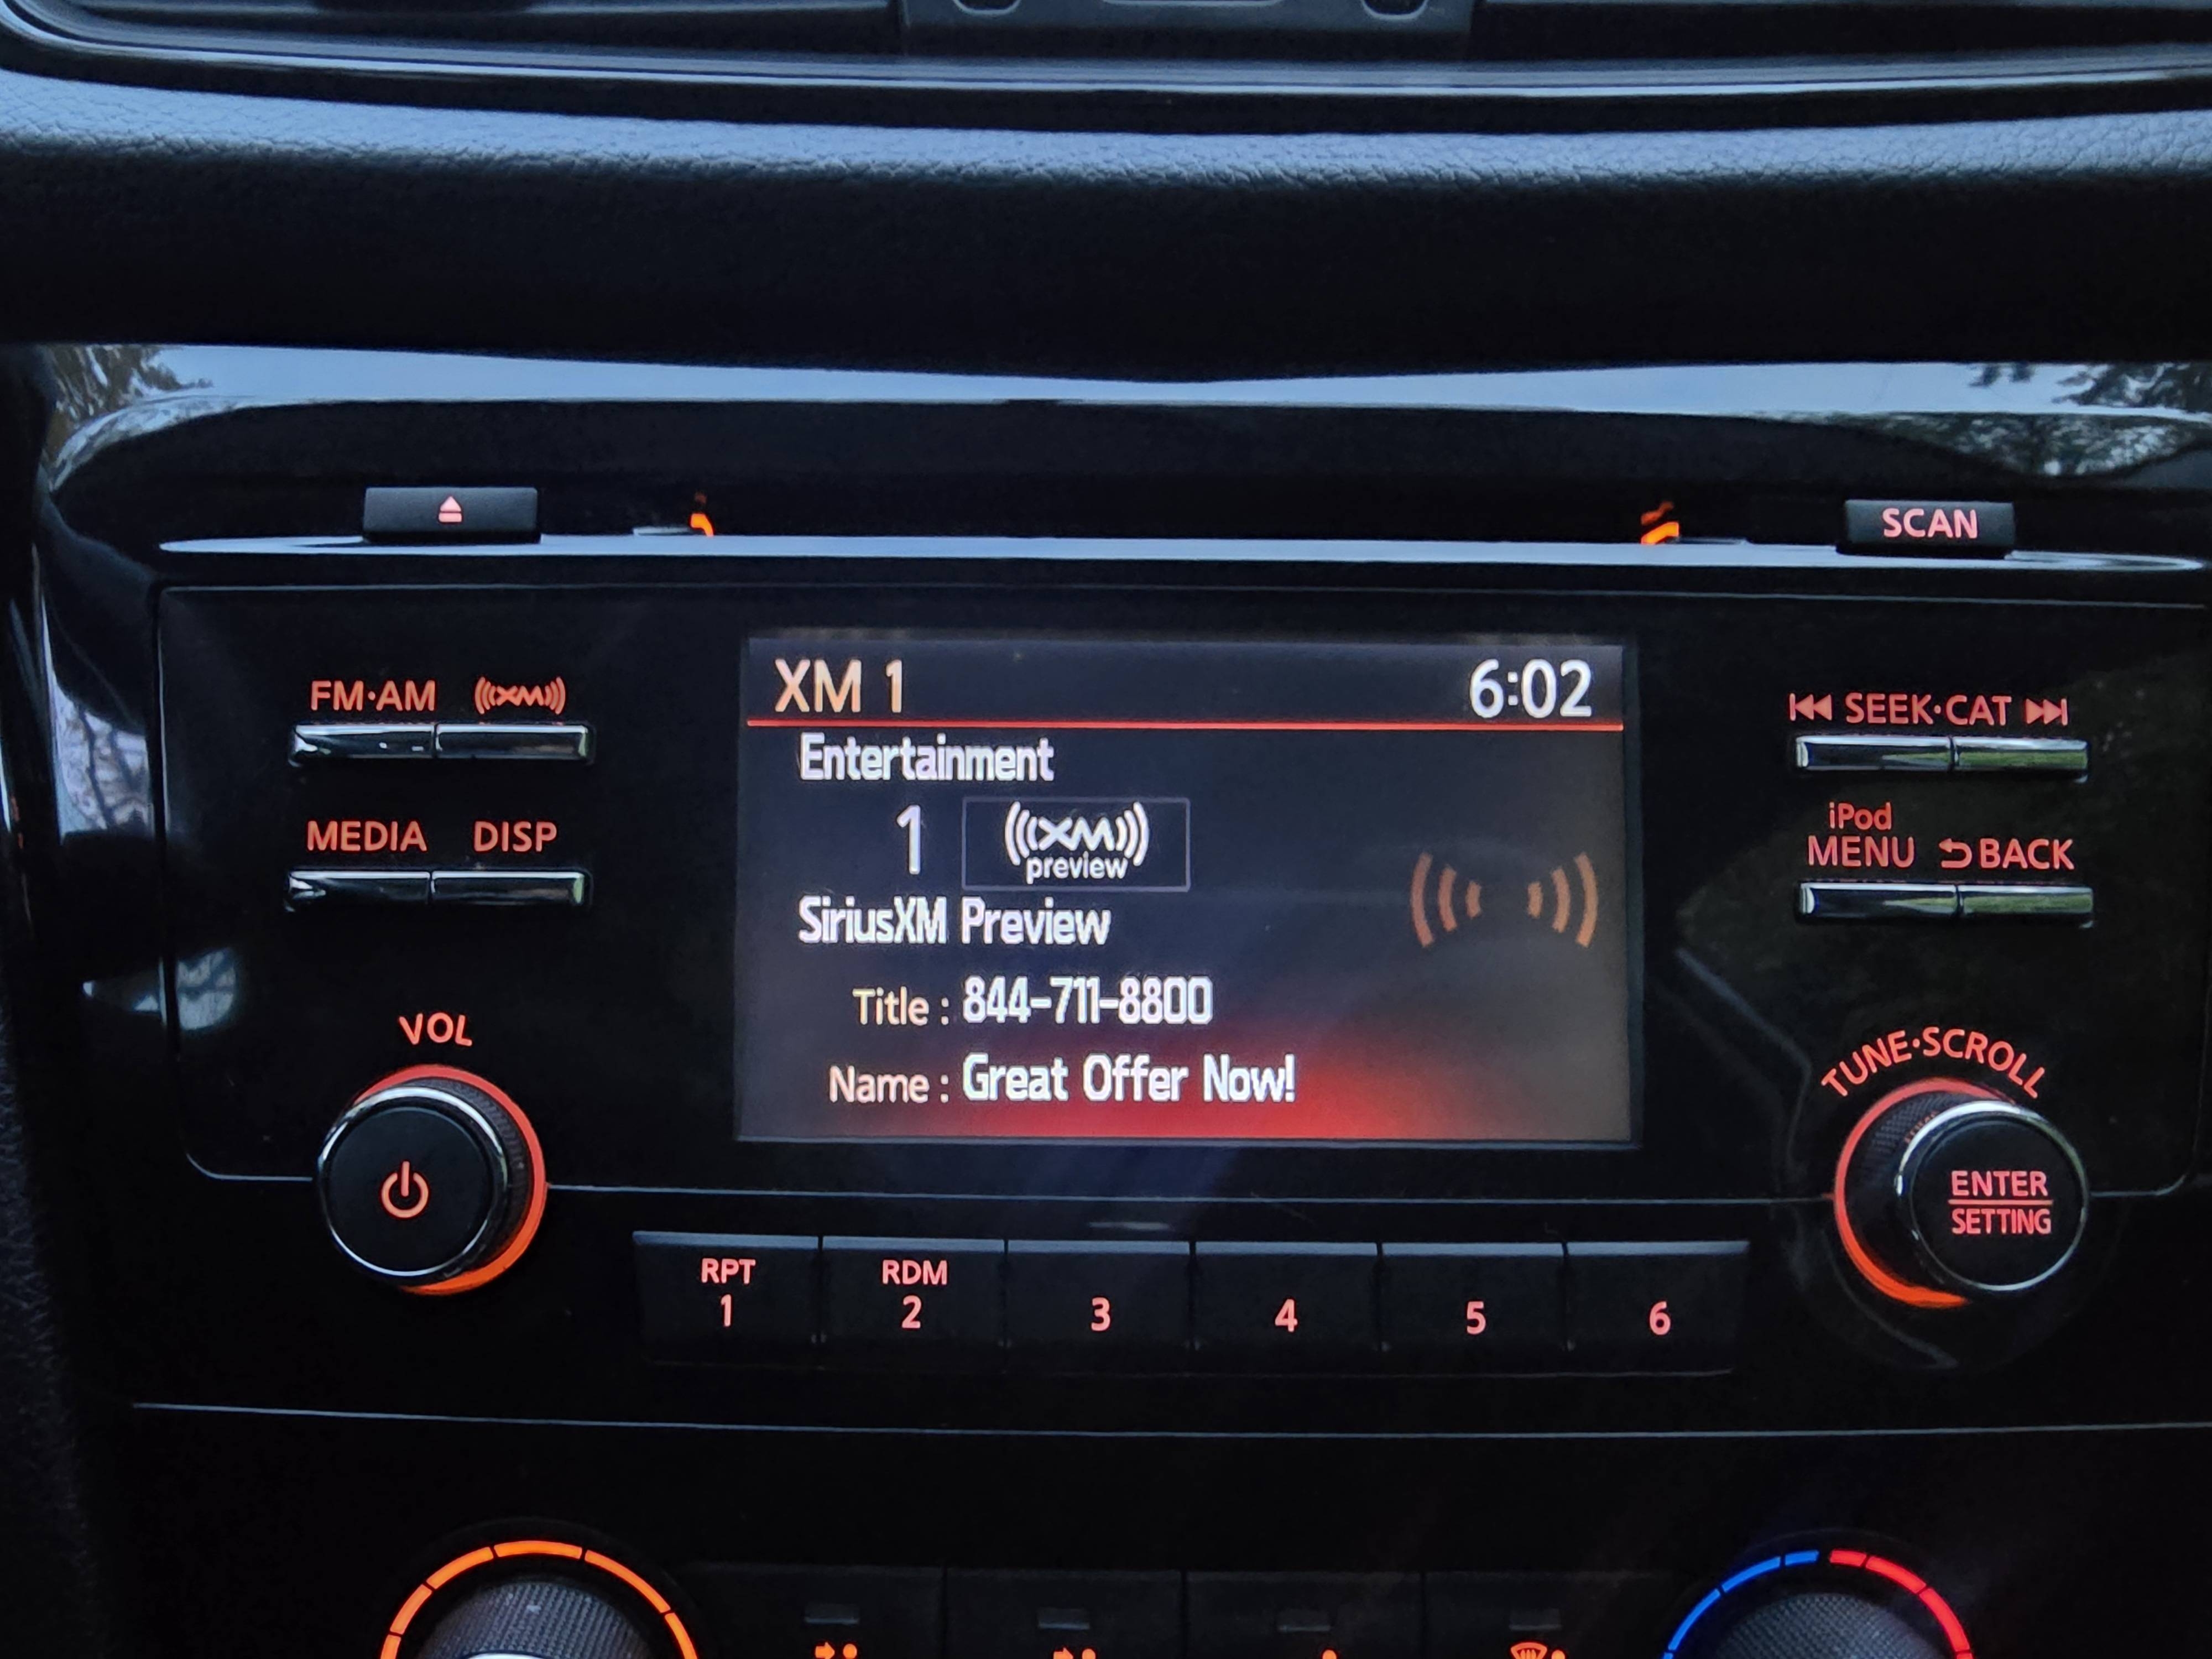 SCAN
FM·AM ((XM))
MEDIA DISP
VOL
XM 1 6:02
Entertainment
1 ((XM))
preview
SiriusXM Preview
Title : 844-711-8800
Name : Great Offer Now!
SEEK·CAT
iPod
MENU BACK
TUNE·SCROLL
ENTER
SETTING
RPT
1
RDM
2
3
4
5
6